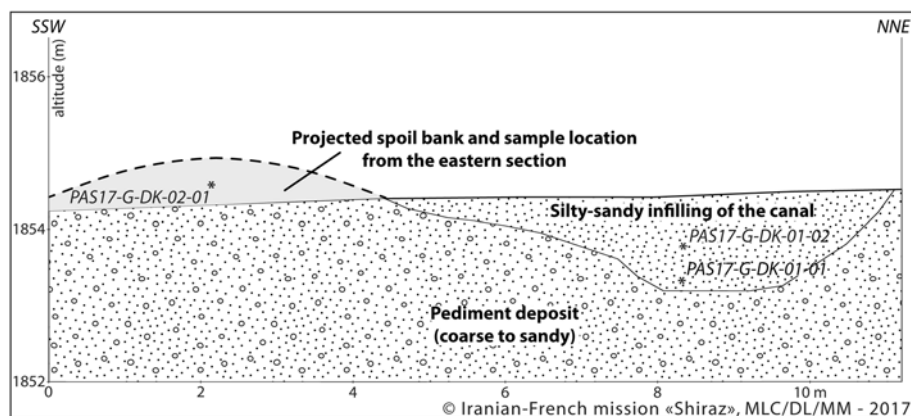 SSW
NNE
1856
altitude (m)
Projected spoil bank and sample location
from the eastern section
PAS17-G-DK-02-01
*
Silty-sandy infilling of the canal
1854
*PAS17-G-DK-01-02
PAS17-G-DK-01-01
*
Pediment deposit
(coarse to sandy)
1852
0 2 4 6 8 10 m
© Iranian-French mission «Shiraz», MLC/DL/MM - 2017